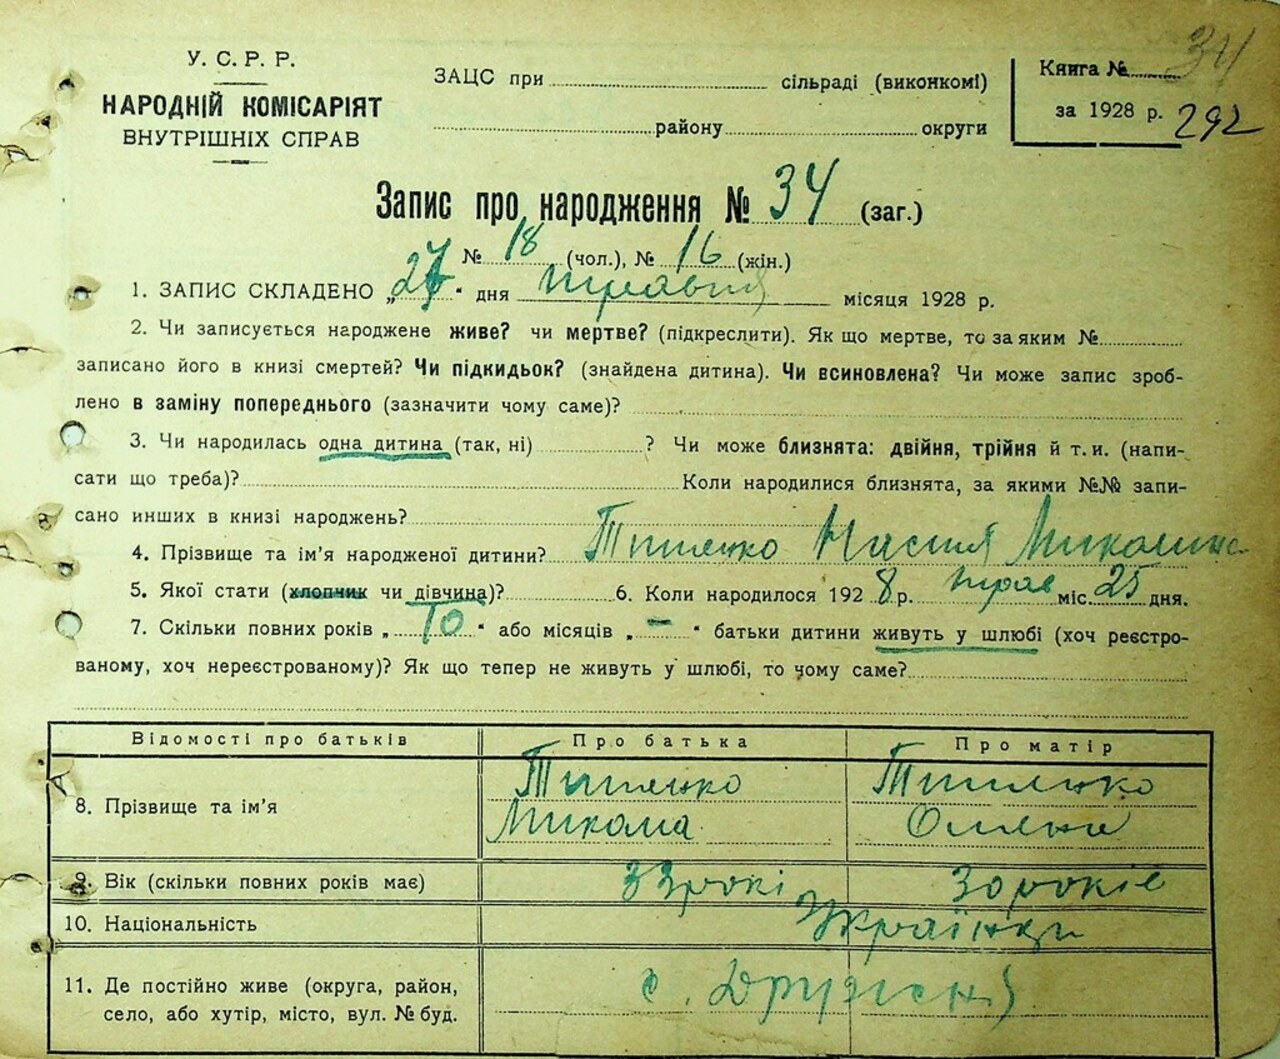 34
У. С. Р. Р.
НАРОДНІЙ КОМІСАРІЯТ
ВНУТРІШНІХ СПРАВ
ЗАЦС при сільраді (виконкомі)
району округи
Книга №
за 1928 р. 292
Запис про народження № 34 (заг.)
№ 18 (чол.), № 16 (жін.)
1. ЗАПИС СКЛАДЕНО „27“ дня травня місяця 1928 р.
2. Чи записується народжене живе? чи мертве? (підкреслити). Як що мертве, то за яким №
записано його в книзі смертей? Чи підкидьок? (знайдена дитина). Чи всиновлена? Чи може запис зроб-
лено в заміну попереднього (зазначити чому саме)?
3. Чи народилась одна дитина (так, ні) ? Чи може близнята: двійня, трійня й т. и. (напи-
сати що треба)? Коли народилися близнята, за якими №№ запи-
сано инших в книзі народжень?
4. Прізвище та ім’я народженої дитини? Настя
5. Якої стати (хлопчик чи дівчина)? 6. Коли народилося 1928 р. трав міс. 25 дня.
7. Скільки повних років „10“ або місяців „-“ батьки дитини живуть у шлюбі (хоч реєстро-
ваному, хоч нереєстрованому)? Як що тепер не живуть у шлюбі, то чому саме?
Відомості про батьків Про батька Про матір
8. Прізвище та ім’я
Микола
9. Вік (скільки повних років має) 33 рокі 30 років
10. Національність Українци
11. Де постійно живе (округа, район,
село, або хутір, місто, вул. № буд. с.